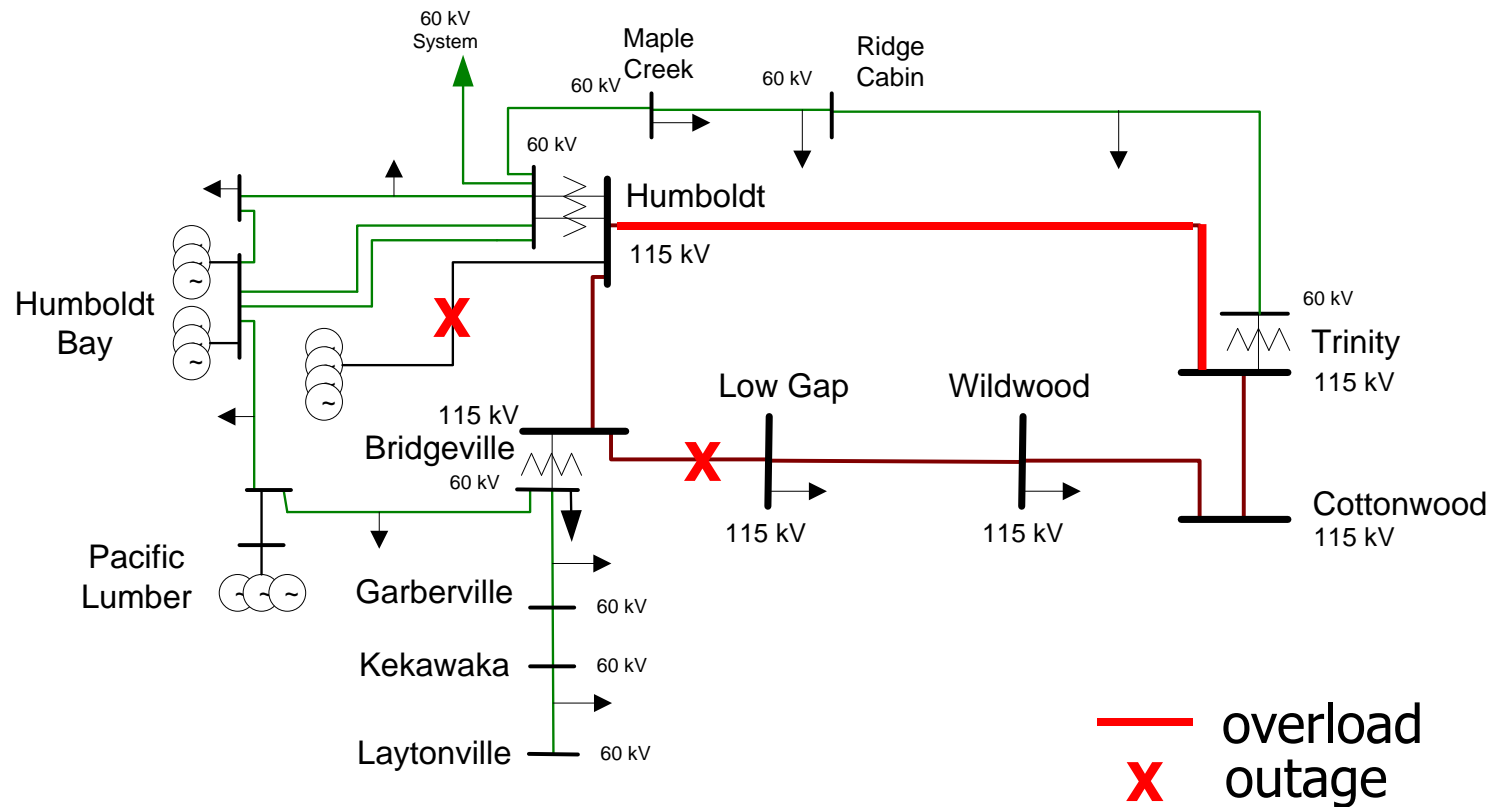 60 kV
System
Maple
Creek
Ridge
Cabin
60 kV
60 kV
60 kV
Humboldt
115 kV
Humboldt
Bay
~
~
~
60 kV
Trinity
115 kV
Low Gap
Wildwood
115 kV
Bridgeville
60 kV
115 kV
115 kV
Cottonwood
115 kV
Pacific
Lumber
~ ~ ~
Garberville
60 kV
Kekawaka
60 kV
Laytonville
60 kV
overload
X outage